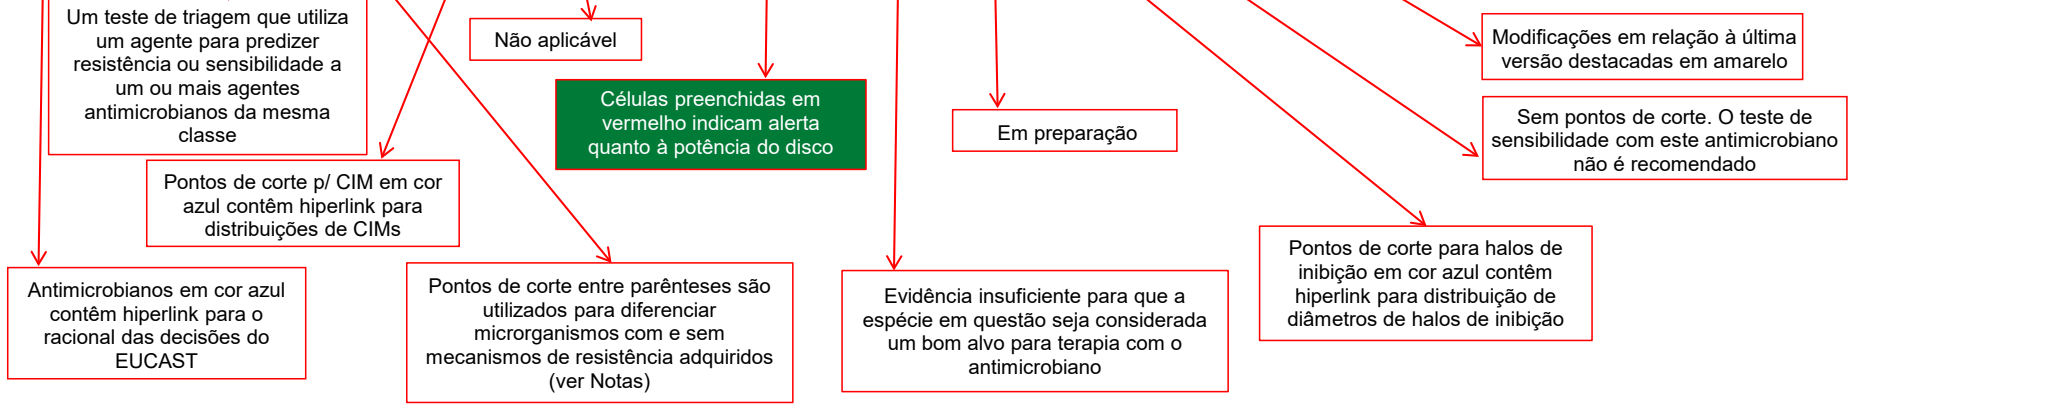 Um teste de triagem que utiliza
um agente para predizer
resistência ou sensibilidade a
um ou mais agentes
antimicrobianos da mesma
classe
Não aplicável
Células preenchidas em
vermelho indicam alerta
quanto à potência do disco
Em preparação
Modificações em relação à última
versão destacadas em amarelo
Sem pontos de corte. O teste de
sensibilidade com este antimicrobiano
não é recomendado
Pontos de corte p/ CIM em cor
azul contêm hiperlink para
distribuições de CIMs
Antimicrobianos em cor azul
contêm hiperlink para o
racional das decisões do
EUCAST
Pontos de corte entre parênteses são
utilizados para diferenciar
microrganismos com e sem
mecanismos de resistência adquiridos
(ver Notas)
Evidência insuficiente para que a
espécie em questão seja considerada
um bom alvo para terapia com o
antimicrobiano
Pontos de corte para halos de
inibição em cor azul contêm
hiperlink para distribuição de
diâmetros de halos de inibição